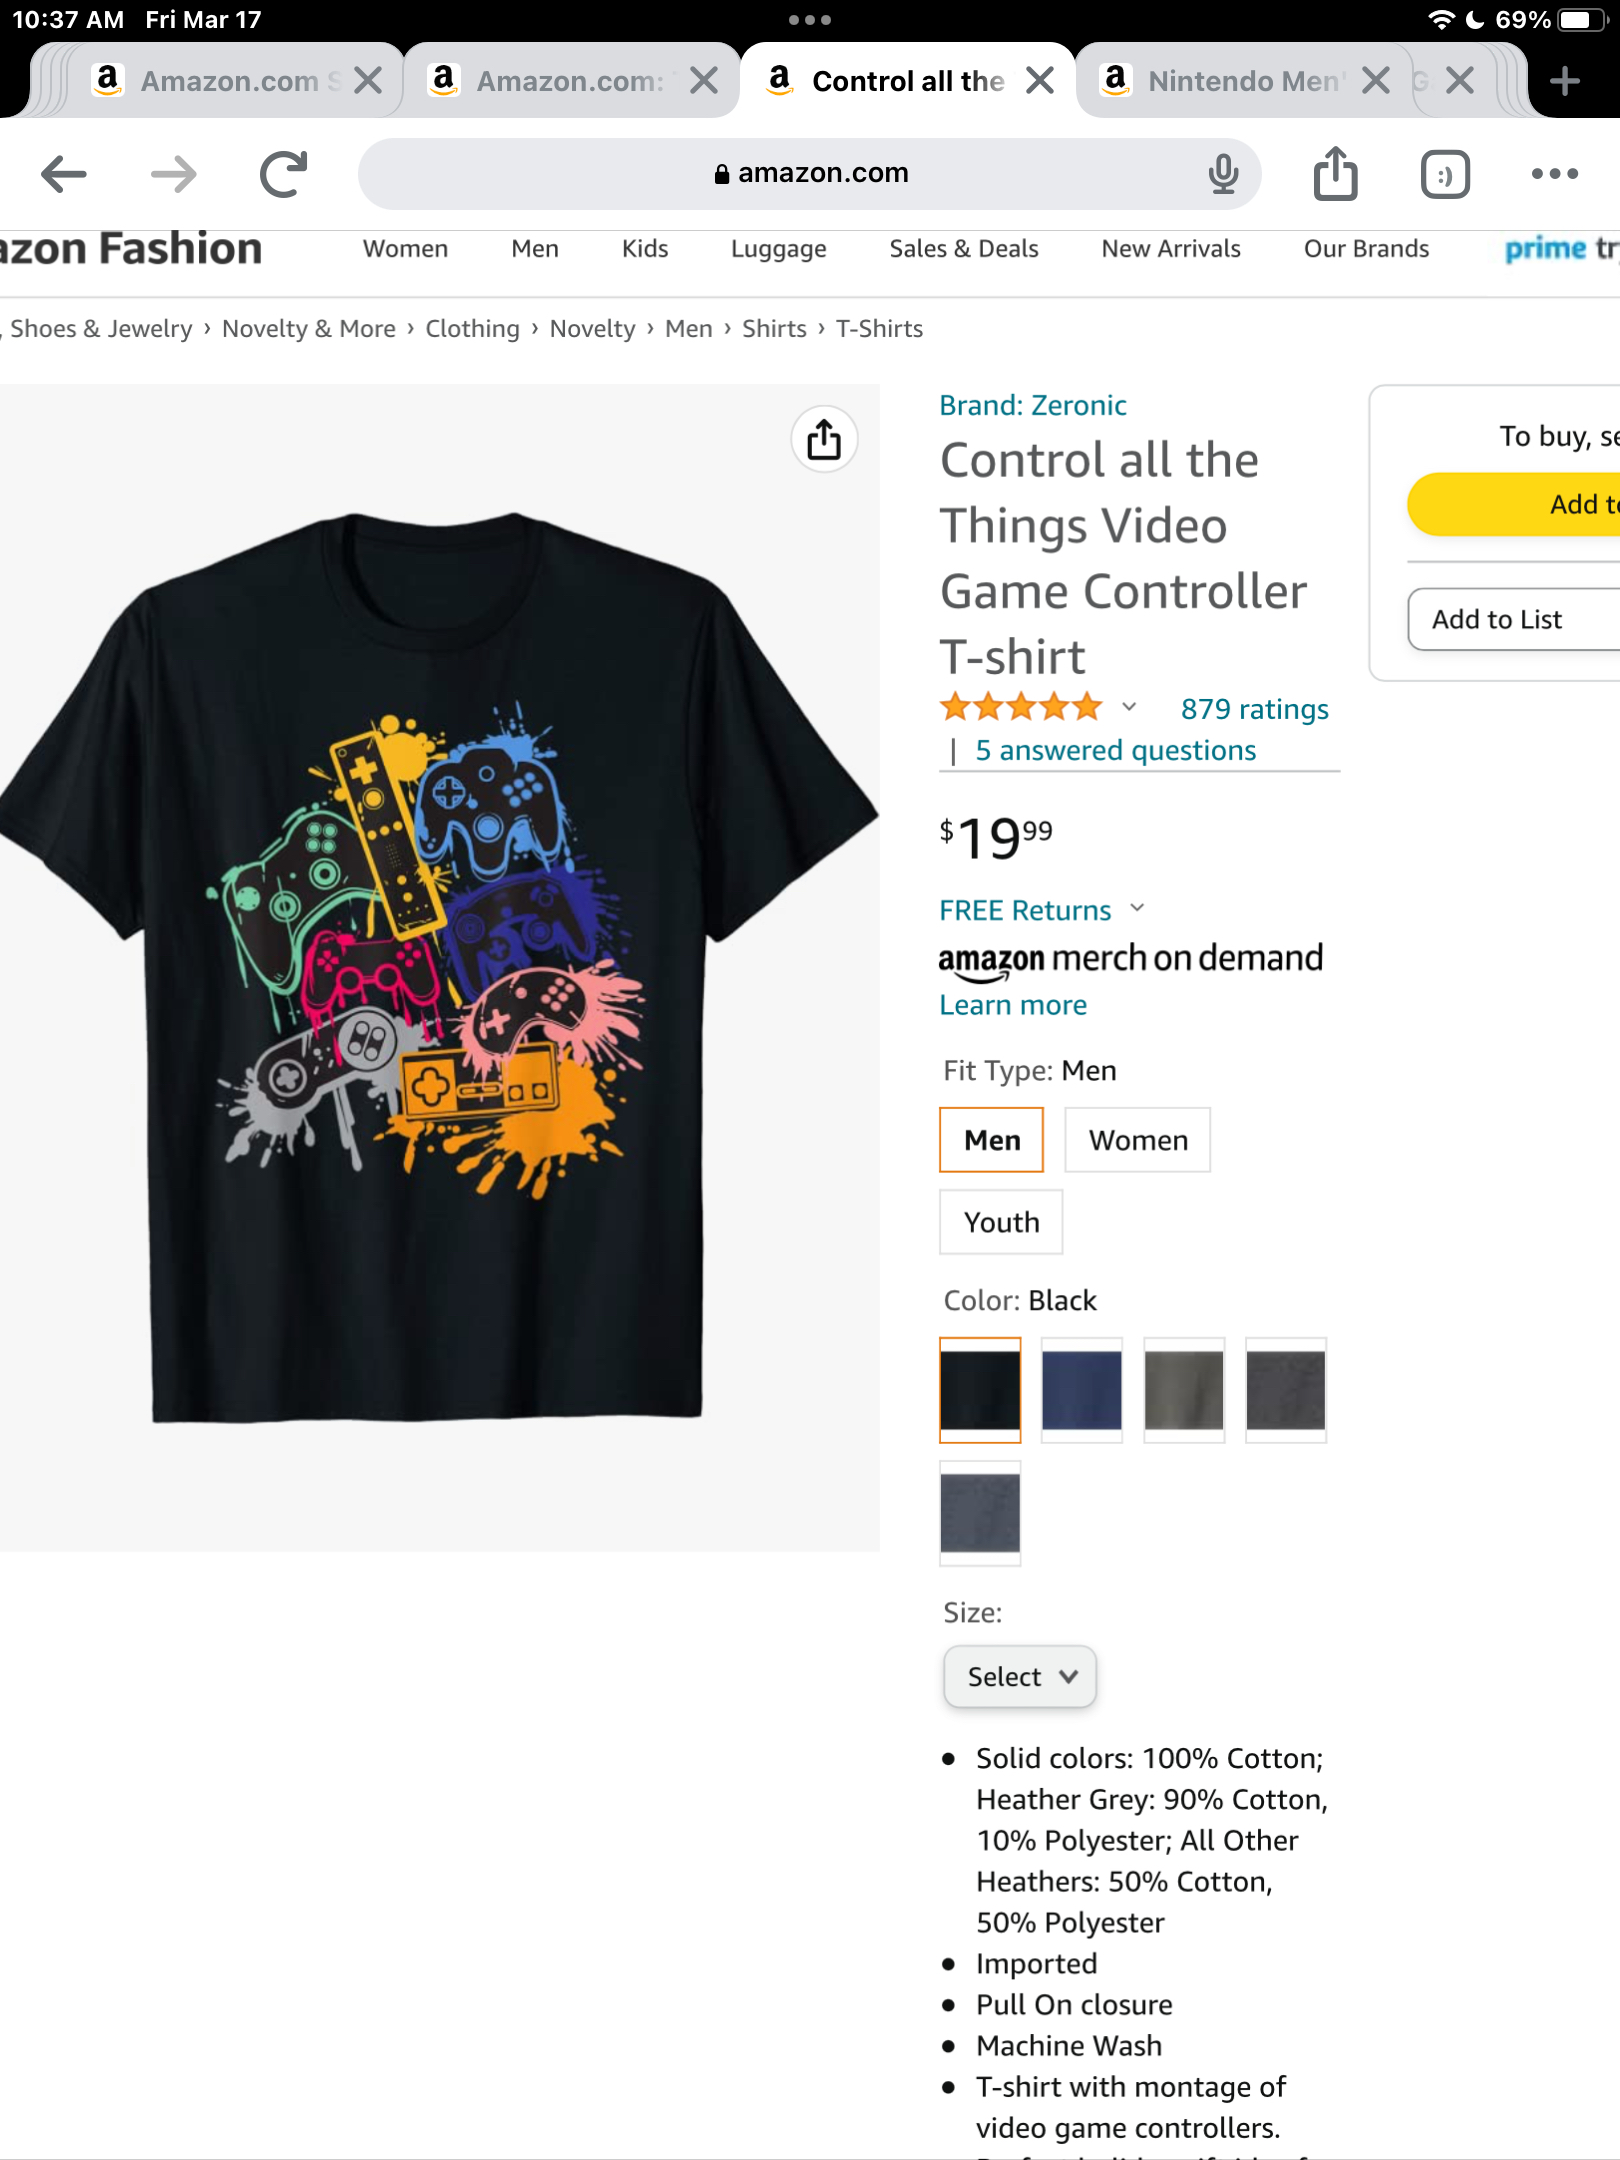 10:37 AM Fri Mar 17
69%
Amazon.com S
Amazon.com:
Control all the
Nintendo Men'
amazon.com
azon Fashion
Women Men Kids Luggage Sales & Deals New Arrivals Our Brands prime tr
, Shoes & Jewelry › Novelty & More › Clothing › Novelty › Men › Shirts › T-Shirts
Brand: Zeronic
Control all the
Things Video
Game Controller
T-shirt
879 ratings
| 5 answered questions
$19 99
FREE Returns
amazon merch on demand
Learn more
Fit Type: Men
Men Women
Youth
Color: Black
Size:
Select
• Solid colors: 100% Cotton;
Heather Grey: 90% Cotton,
10% Polyester; All Other
Heathers: 50% Cotton,
50% Polyester
• Imported
• Pull On closure
• Machine Wash
• T-shirt with montage of
video game controllers.
To buy, se
Add to
Add to List